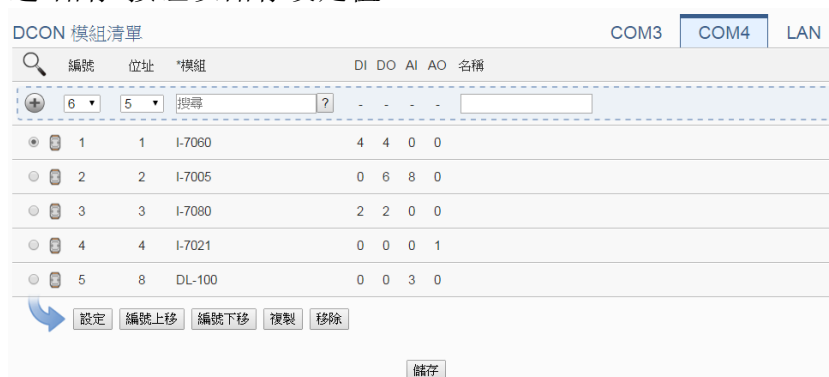 DCON 模組清單 COM3 COM4 LAN
編號 位址 *模組 DI DO AI AO 名稱
6 5 搜尋 ? - - - -
1 1 I-7060 4 4 0 0
2 2 I-7005 0 6 8 0
3 3 I-7080 2 2 0 0
4 4 I-7021 0 0 0 1
5 8 DL-100 0 0 3 0
設定 編號上移 編號下移 複製 移除
儲存